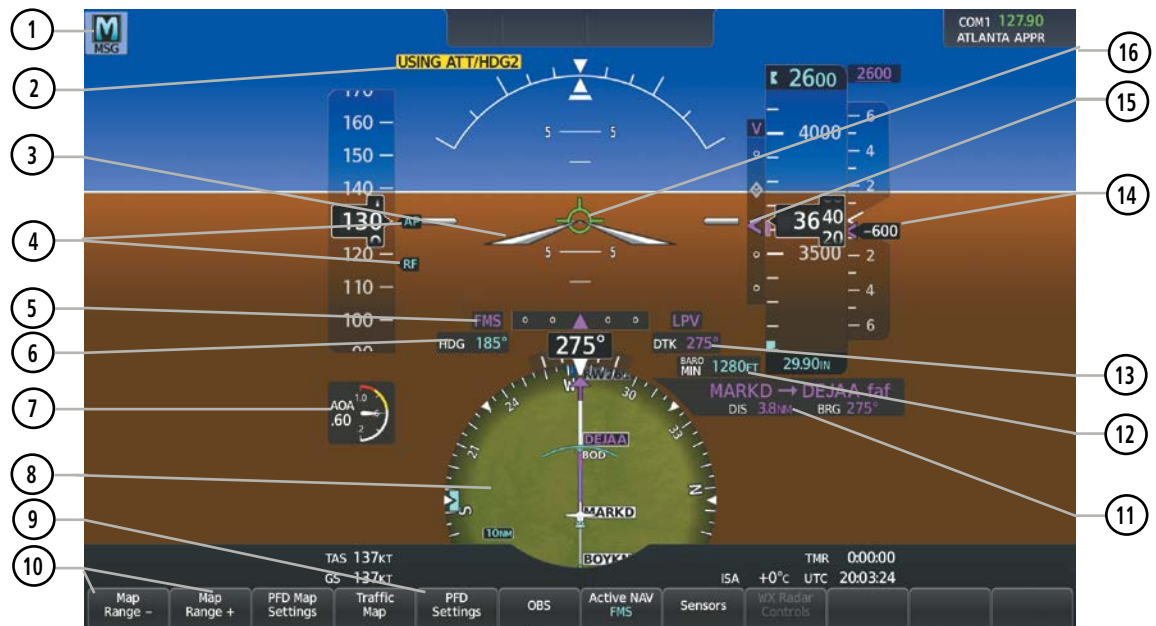 1
MSG
COM1 127.90
ATLANTA APPR
16
USING ATT/HDG2
2
2600
2600
15
170
160
5 5
V
4000
6
4
3
150
140
2
14
130
AP
36 40
20
-600
4
120
RF
5 5
3500
2
110
4
5
100
FMS
LPV
6
6
HDG 185°
275°
DTK 275°
29.90IN
13
BARO
MIN 1280FT
MARKD → DEJAA faf
DIS 3.8NM BRG 275°
7
AOA
.60
1.0
.6
.2
W
24
30
21
33
12
DEJAA
BOD
8
S
N
MARKD
11
9
10NM
10
TAS 137KT
TMR 0:00:00
GS 137KT
ISA +0°C UTC 20:03:24
Map
Range –
Map
Range +
PFD Map
Settings
Traffic
Map
PFD
Settings
OBS
Active NAV
FMS
Sensors
WX Radar
Controls